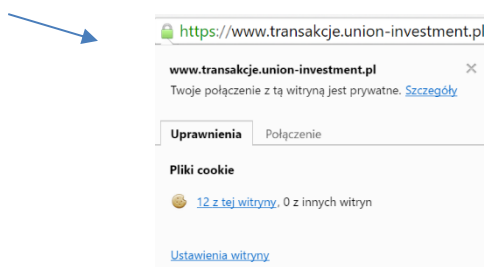 https://www.transakcje.union-investment.pl
www.transakcje.union-investment.pl
Twoje połączenie z tą witryną jest prywatne. Szczegóły
Uprawnienia Połączenie
Pliki cookie
12 z tej witryny, 0 z innych witryn
Ustawienia witryny